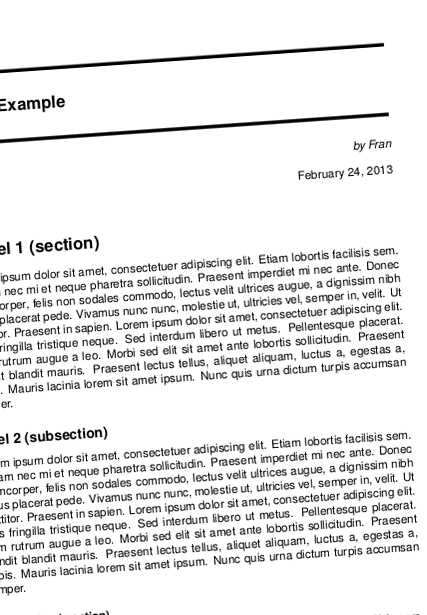 Example
by Fran
February 24, 2013
el 1 (section)
ipsum dolor sit amet, consectetuer adipiscing elit. Etiam lobortis facilisis sem.
nec mi et neque pharetra sollicitudin. Praesent imperdiet mi nec ante. Donec
orper, felis non sodales commodo, lectus velit ultrices augue, a dignissim nibh
placerat pede. Vivamus nunc nunc, molestie ut, ultricies vel, semper in, velit. Ut
or. Praesent in sapien. Lorem ipsum dolor sit amet, consectetuer adipiscing elit.
ringilla tristique neque. Sed interdum libero ut metus. Pellentesque placerat.
rutrum augue a leo. Morbi sed elit sit amet ante lobortis sollicitudin. Praesent
t blandit mauris. Praesent lectus tellus, aliquet aliquam, luctus a, egestas a,
. Mauris lacinia lorem sit amet ipsum. Nunc quis urna dictum turpis accumsan
er.
el 2 (subsection)
m ipsum dolor sit amet, consectetuer adipiscing elit. Etiam lobortis facilisis sem.
am nec mi et neque pharetra sollicitudin. Praesent imperdiet mi nec ante. Donec
mcorper, felis non sodales commodo, lectus velit ultrices augue, a dignissim nibh
us placerat pede. Vivamus nunc nunc, molestie ut, ultricies vel, semper in, velit. Ut
titor. Praesent in sapien. Lorem ipsum dolor sit amet, consectetuer adipiscing elit.
s fringilla tristique neque. Sed interdum libero ut metus. Pellentesque placerat.
m rutrum augue a leo. Morbi sed elit sit amet ante lobortis sollicitudin. Praesent
ndit blandit mauris. Praesent lectus tellus, aliquet aliquam, luctus a, egestas a,
ois. Mauris lacinia lorem sit amet ipsum. Nunc quis urna dictum turpis accumsan
mper.